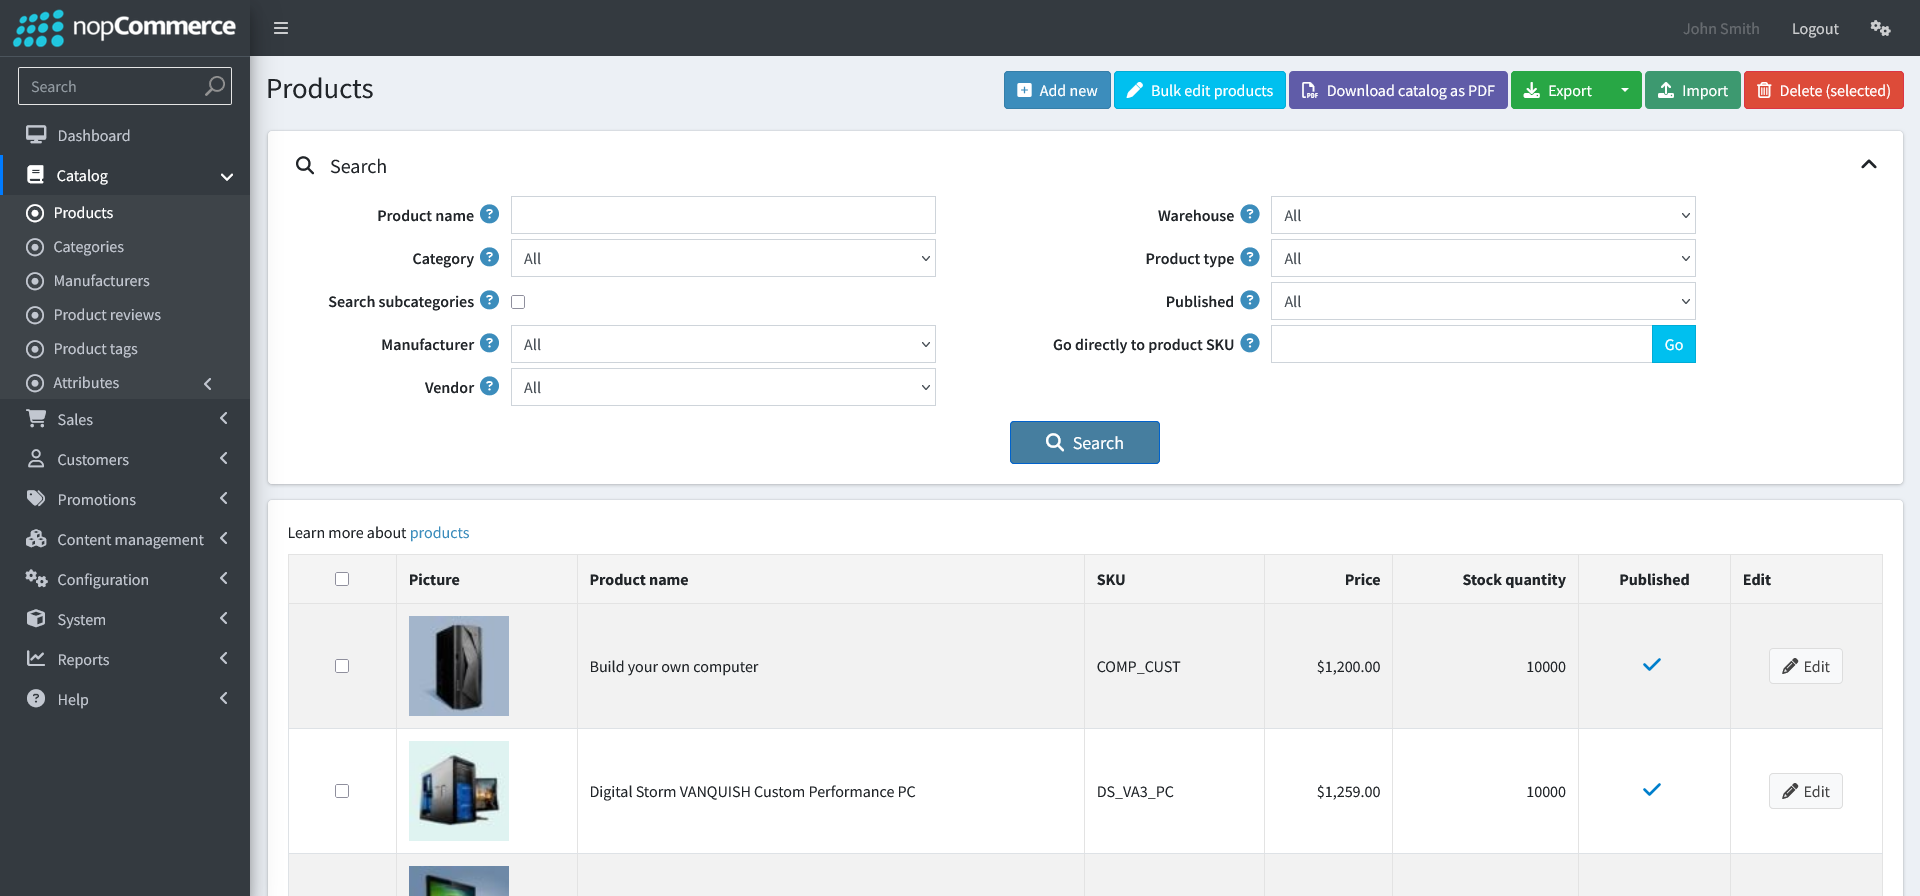 nopCommerce
John Smith
Logout
Search
Dashboard
Catalog
Products
Categories
Manufacturers
Product reviews
Product tags
Attributes
Sales
Customers
Promotions
Content management
Configuration
System
Reports
Help
Products
Add new
Bulk edit products
PDF Download catalog as PDF
Export
Import
Delete (selected)
Search
Product name ?
Category ? All
Search subcategories ?
Manufacturer ? All
Vendor ? All
Warehouse ? All
Product type ? All
Published ? All
Go directly to product SKU ? Go
Search
Learn more about products
Picture Product name SKU Price Stock quantity Published Edit
Build your own computer COMP_CUST $1,200.00 10000 Edit
Digital Storm VANQUISH Custom Performance PC DS_VA3_PC $1,259.00 10000 Edit